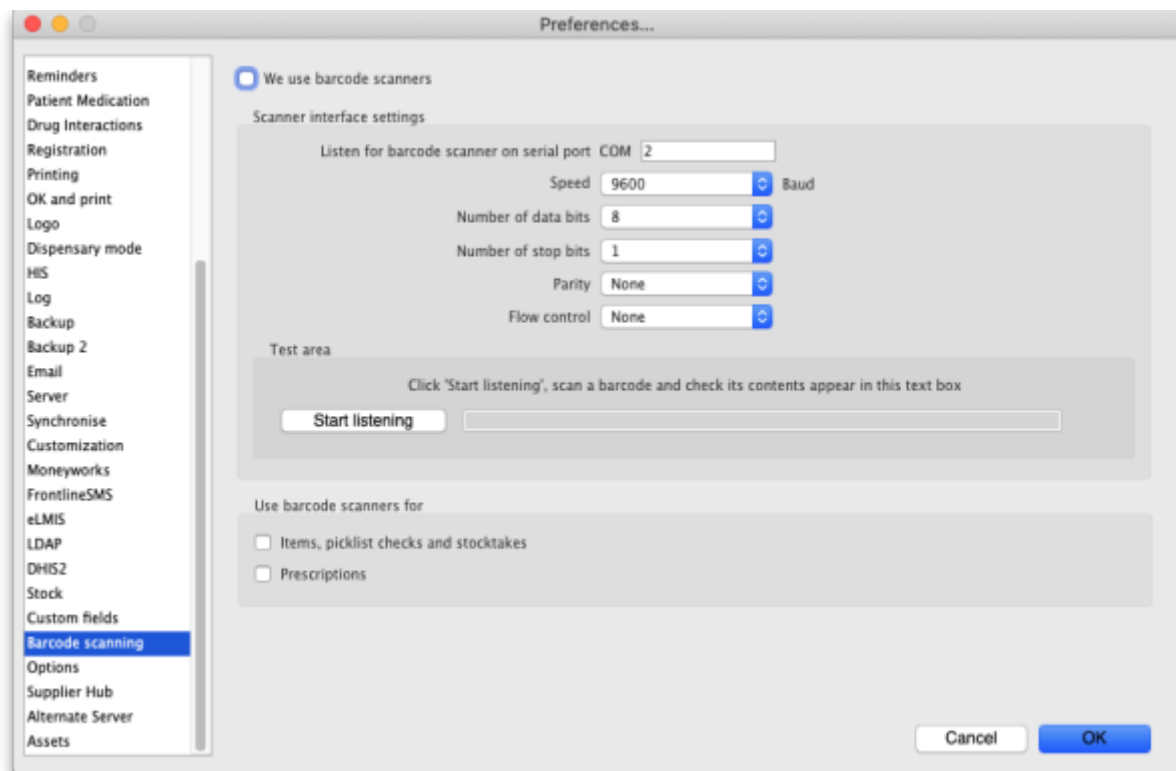 Preferences...
Reminders
Patient Medication
Drug Interactions
Registration
Printing
OK and print
Logo
Dispensary mode
HIS
Log
Backup
Backup 2
Email
Server
Synchronise
Customization
Moneyworks
FrontlineSMS
eLMIS
LDAP
DHIS2
Stock
Custom fields
Barcode scanning
Options
Supplier Hub
Alternate Server
Assets
We use barcode scanners
Scanner interface settings
Listen for barcode scanner on serial port COM 2
Speed 9600 Baud
Number of data bits 8
Number of stop bits 1
Parity None
Flow control None
Test area
Click 'Start listening', scan a barcode and check its contents appear in this text box
Start listening
Use barcode scanners for
Items, picklist checks and stocktakes
Prescriptions
Cancel OK